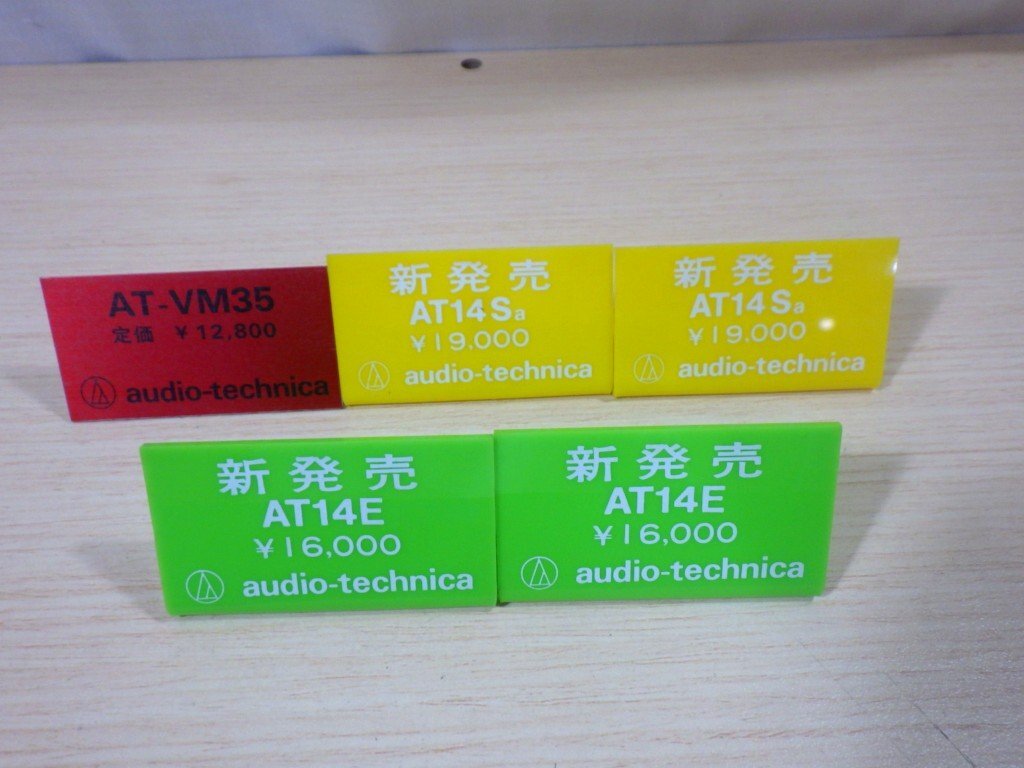 AT-VM35
定価 ¥12,800
audio-technica
新発売
AT14Sa
¥19,000
audio-technica
新発売
AT14Sa
¥19,000
audio-technica
新発売
AT14E
¥16,000
audio-technica
新発売
AT14E
¥16,000
audio-technica